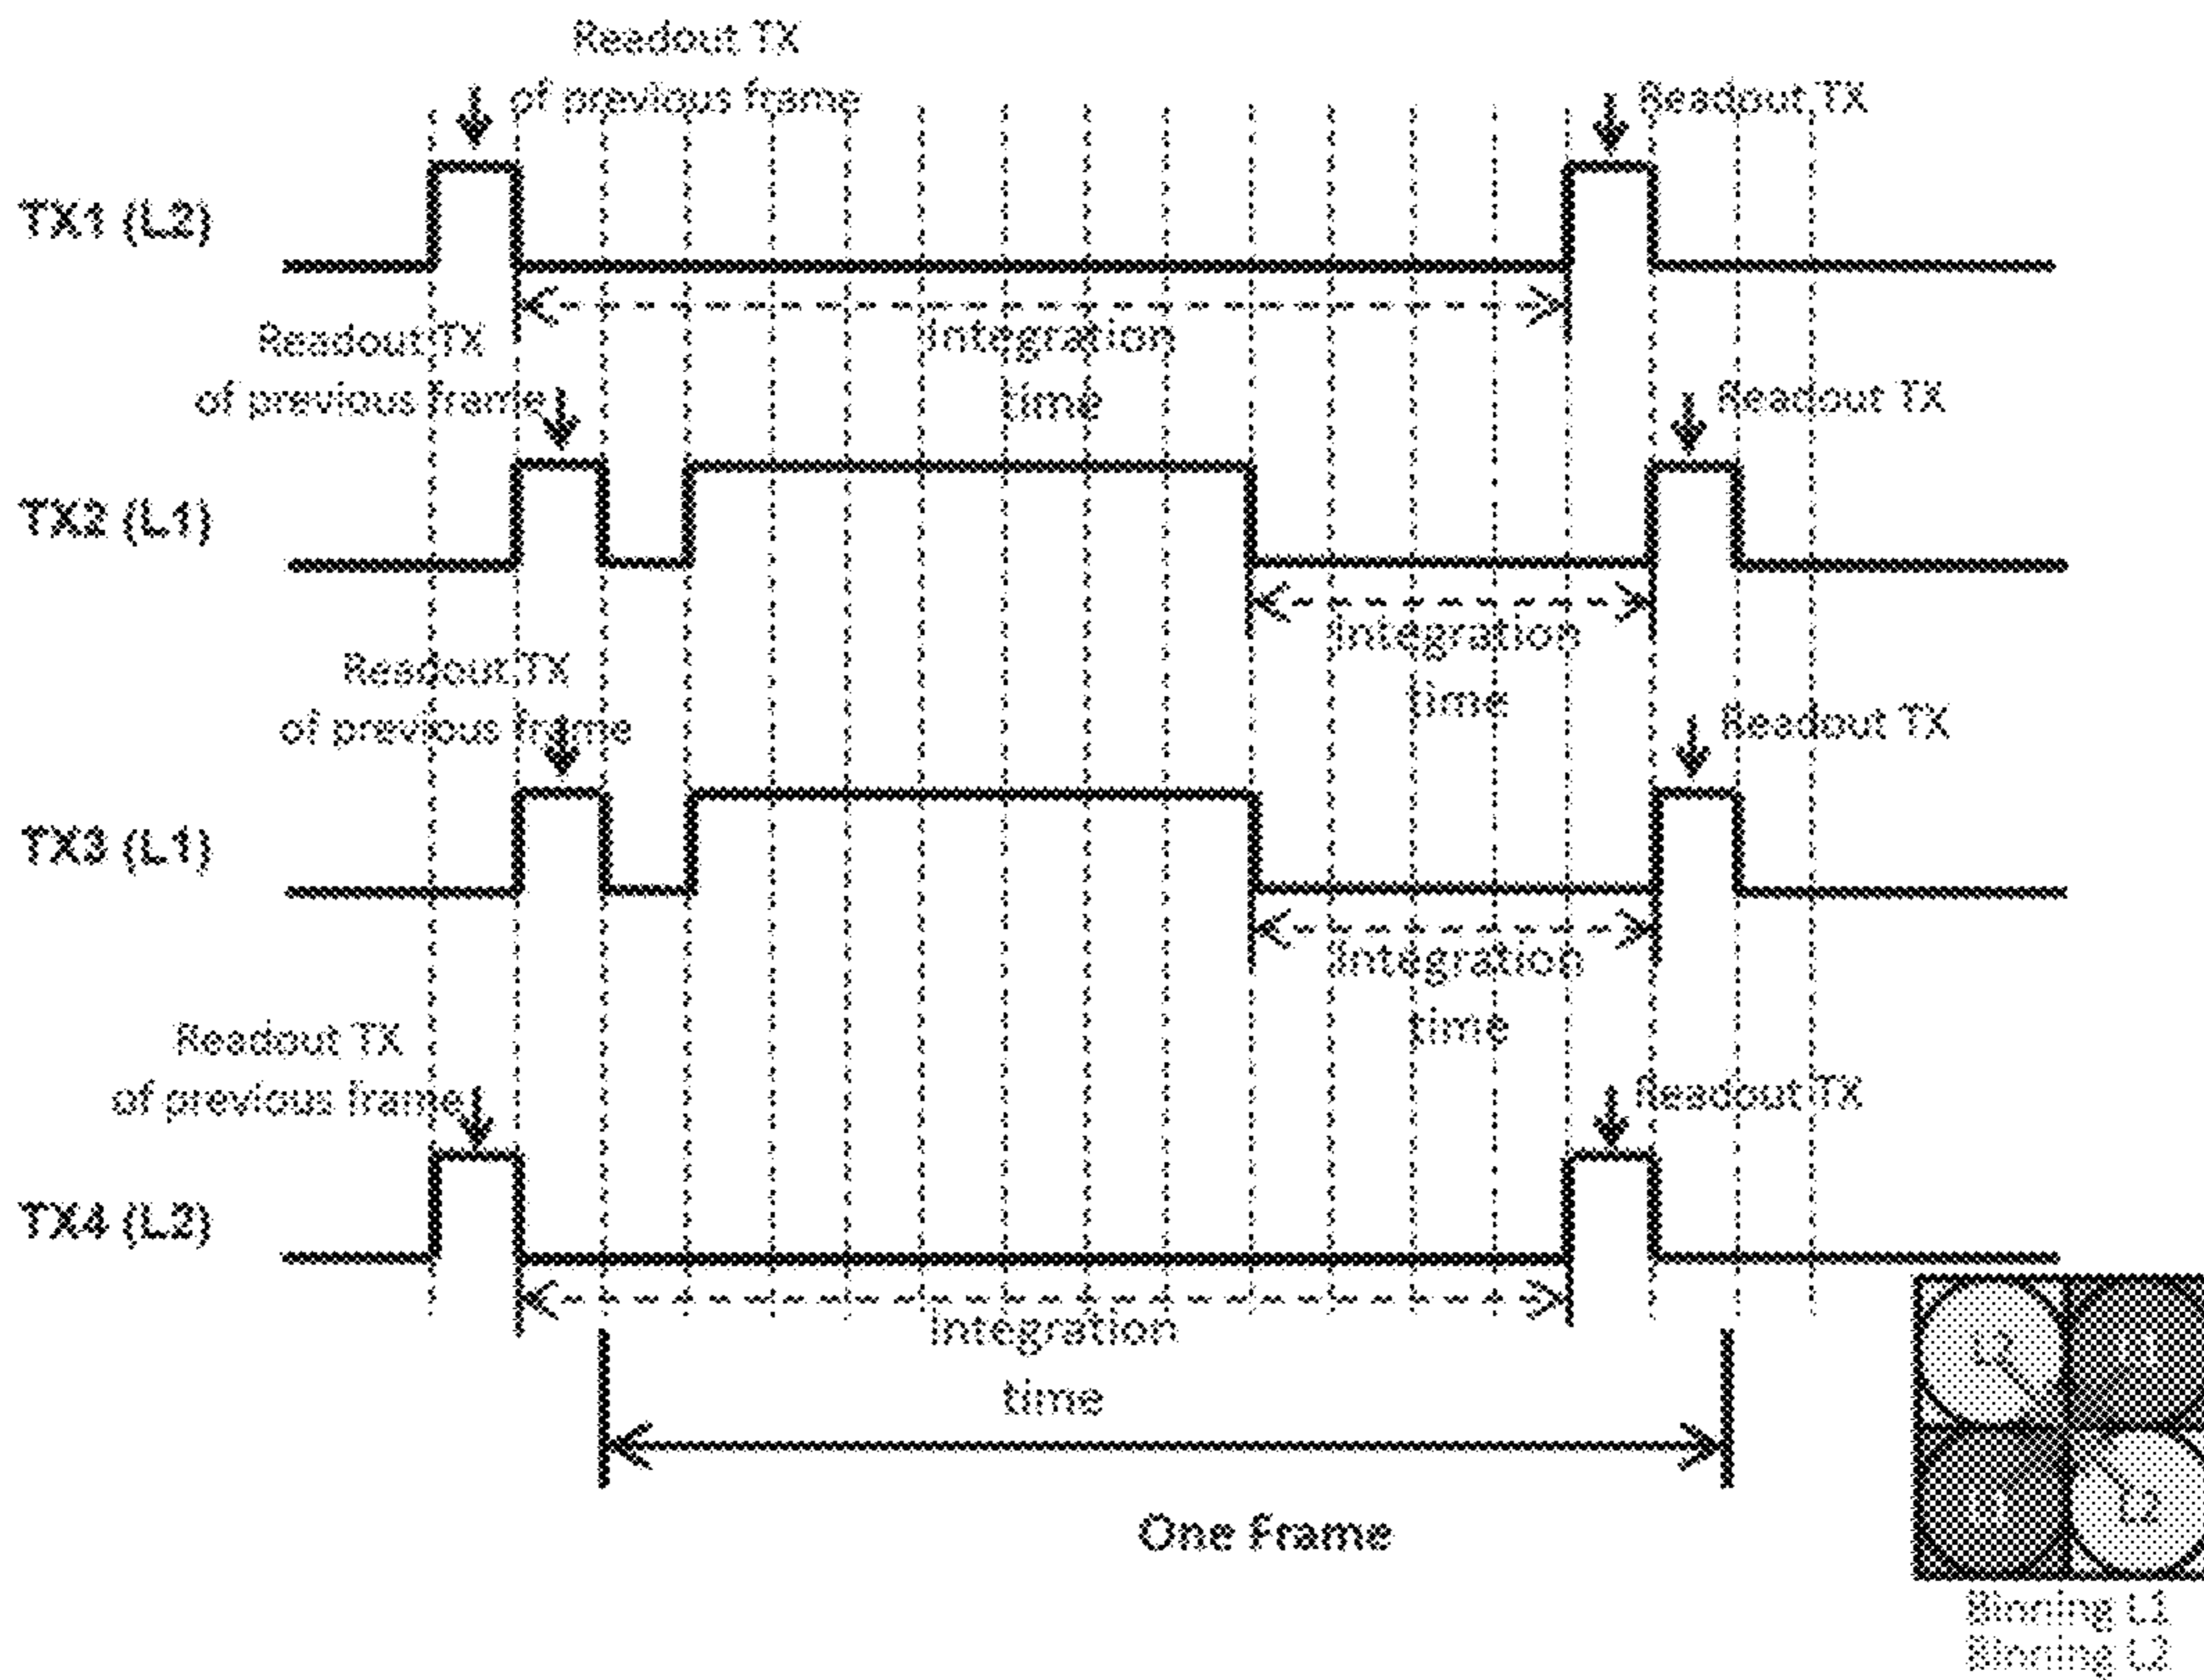 Readout TX
of previous frame
Readout TX
TX1 (L2)
Integration
time
Readout TX
of previous frame
Readout TX
TX2 (L1)
Integration
time
Readout TX
of previous frame
Readout TX
TX3 (L1)
Integration
time
Readout TX
of previous frame
Readout TX
TX4 (L2)
Integration
time
One Frame
L2
L2
Binning L1
Binning L2